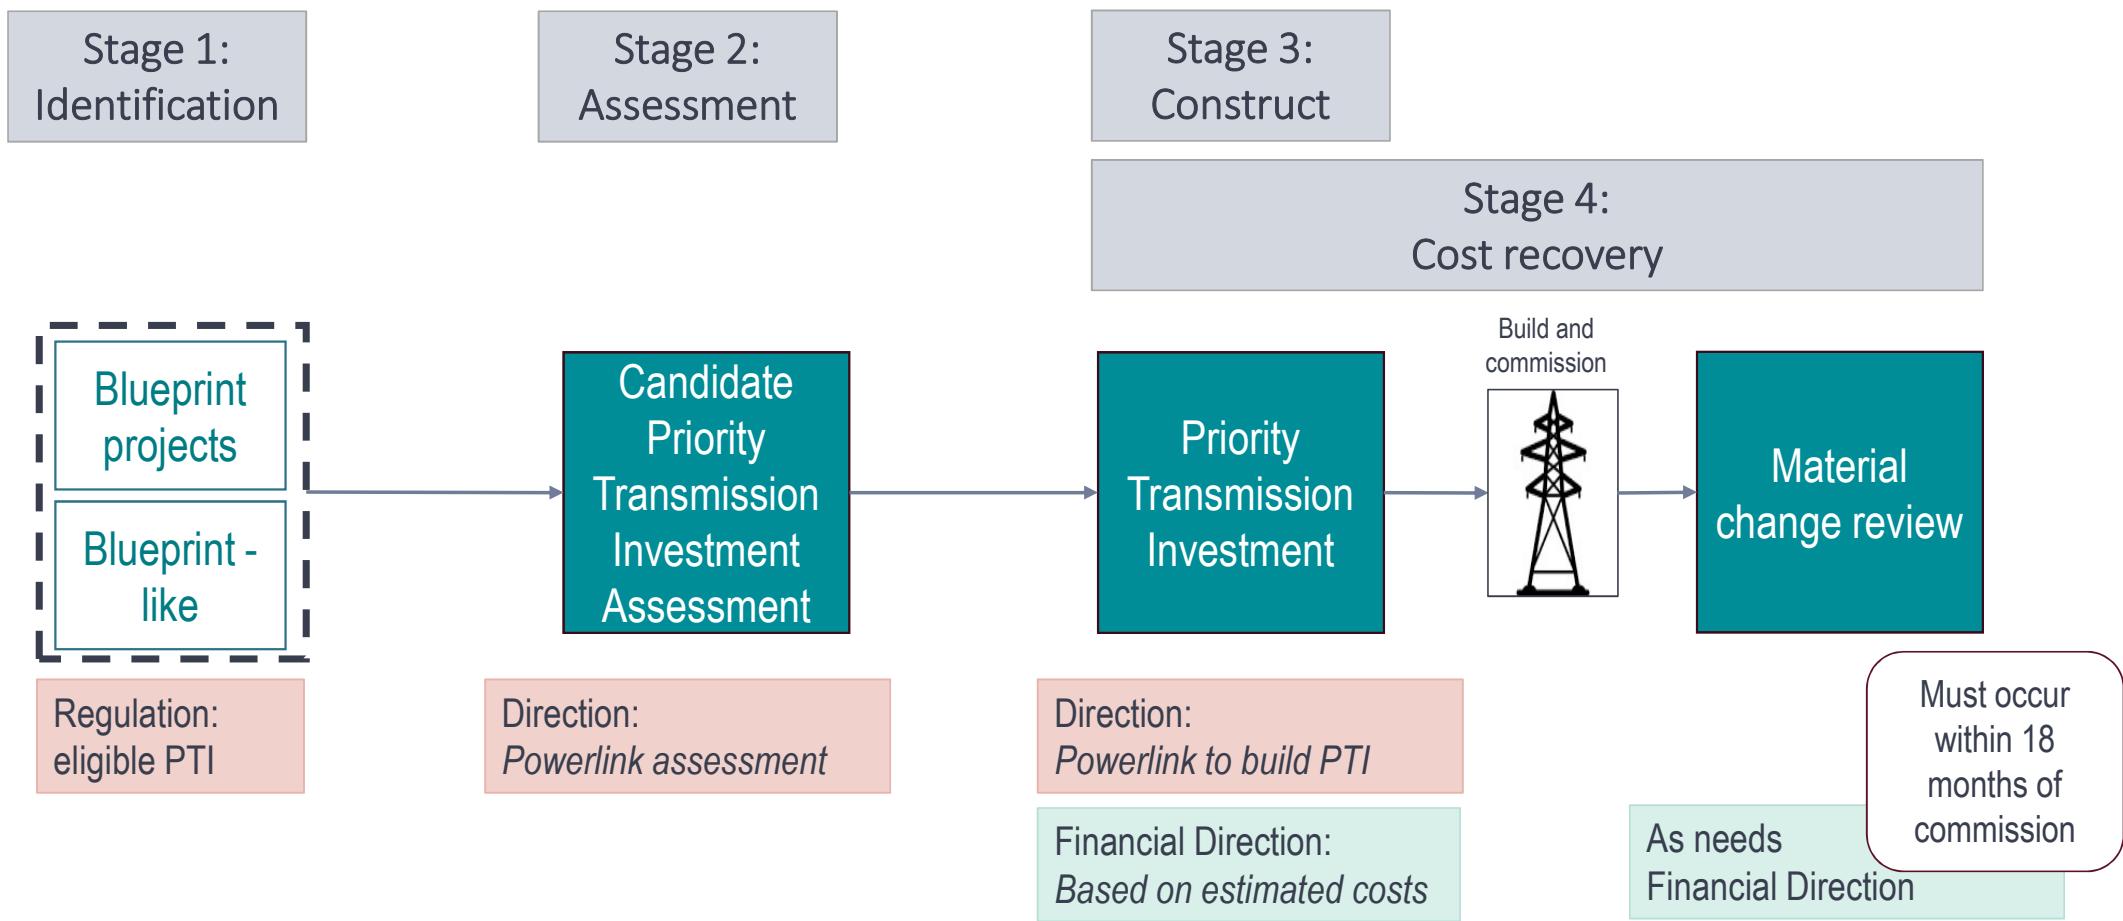 Stage 1:
Identification
Stage 2:
Assessment
Stage 3:
Construct
Stage 4:
Cost recovery
Blueprint
projects
Blueprint -
like
Candidate
Priority
Transmission
Investment
Assessment
Priority
Transmission
Investment
Build and
commission
Material
change review
Regulation:
eligible PTI
Direction:
Powerlink assessment
Direction:
Powerlink to build PTI
Financial Direction:
Based on estimated costs
As needs
Financial Direction
Must occur
within 18
months of
commission